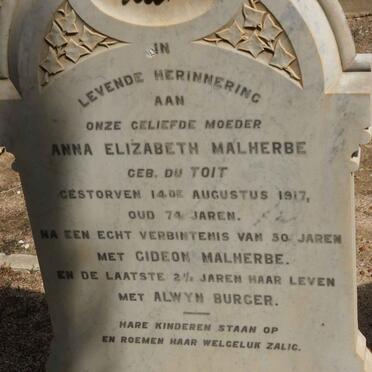 IN
LEVENDE HERINNERING
AAN
ONZE GELIEFDE MOEDER
ANNA ELIZABETH MALHERBE
GEB. DU TOIT
GESTORVEN 14DE AUGUSTUS 1917,
OUD 74 JAREN.
NA EEN ECHT VERBINTENIS VAN 50 JAREN
MET GIDEON MALHERBE.
EN DE LAATSTE 2½ JAREN HAAR LEVEN
MET ALWYN BURGER.
HARE KINDEREN STAAN OP
EN ROEMEN HAAR WELGELUK ZALIG.